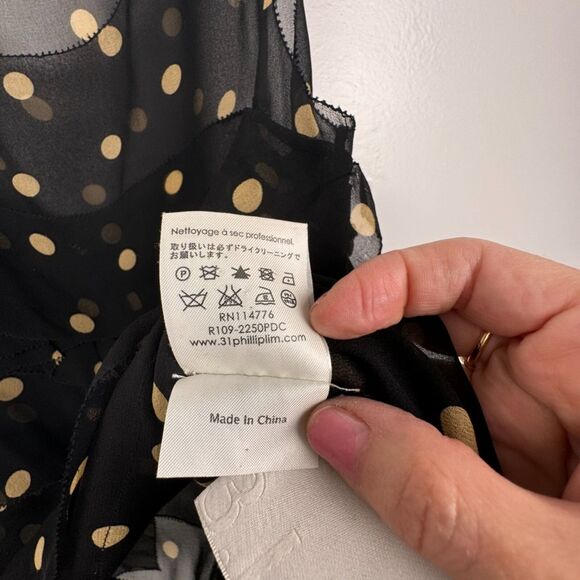 Nettoyage à sec professionnel.
取り扱いは必ずドライクリーニングで
お願いします。
P
RN114776
R109-2250PDC
www.31philliplim.com
Made In China